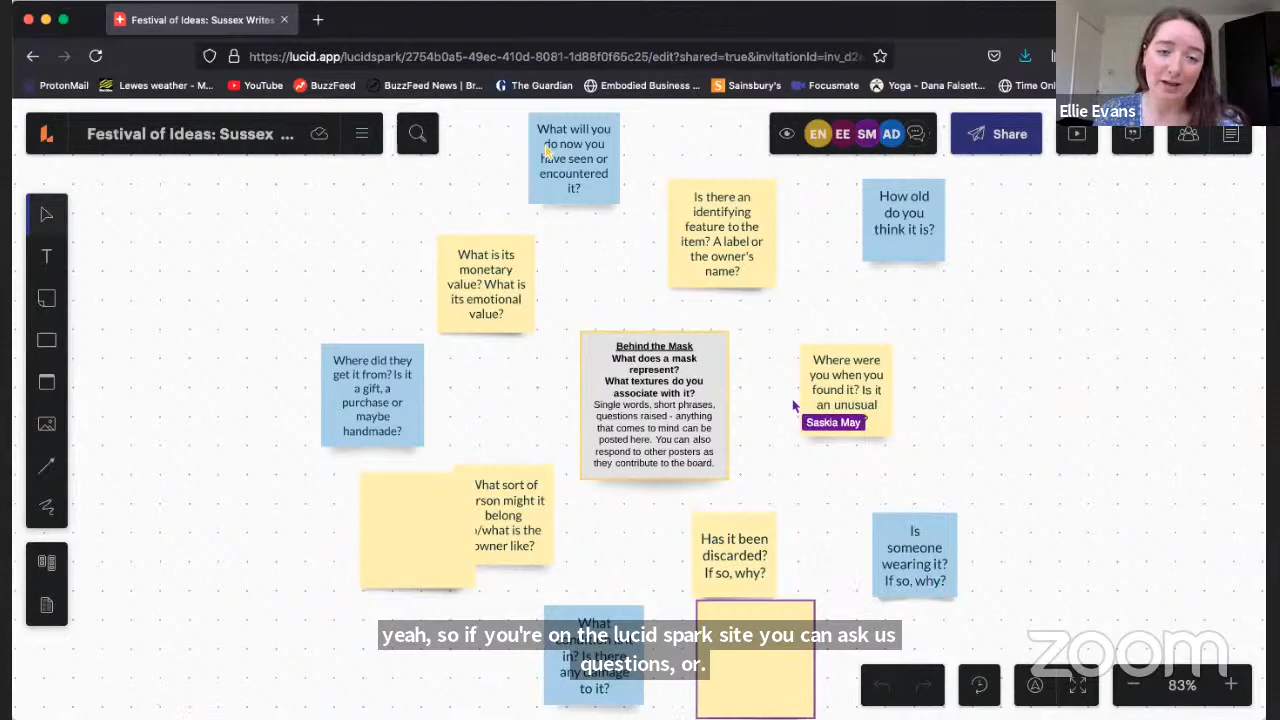 Festival of Ideas: Sussex Writes
https://lucid.app/lucidspark/2754b0a5-
-410d-8081-1d88f0f65c25/edit?shared=true&invitationId=inv_d2
ProtonMail
Lewes weather - M...
YouTube
BuzzFeed
BuzzFeed News | Br...
The Guardian
Embodied Business ...
Sainsbury's
Focusmate
Yoga - Dana Falsett...
Time Onli
Ellie Evans
Festival of Ideas: Sussex ...
EN
EE
SM
AD
Share
What will you
do now you
have seen or
encountered
it?
Is there an
identifying
feature to the
item? A label or
the owner's
name?
How old
do you
think it is?
What is its
monetary
value? What is
its emotional
value?
Where did they
get it from? Is it
a gift, a
purchase or
maybe
handmade?
Behind the Mask
What does a mask
represent?
What textures do you
associate with it?
Single words, short phrases,
questions raised - anything
that comes to mind can be
posted here. You can also
respond to other posters as
they contribute to the board.
Where were
you when you
found it? Is it
an unusual
Saskia May
What sort of
rson might it
belong
o/what is the
owner like?
Has it been
discarded?
If so, why?
Is
someone
wearing it?
If so, why?
What
in? Is there
any damage
to it?
yeah, so if you're on the lucid spark site you can ask us
questions, or.
zoom
83%